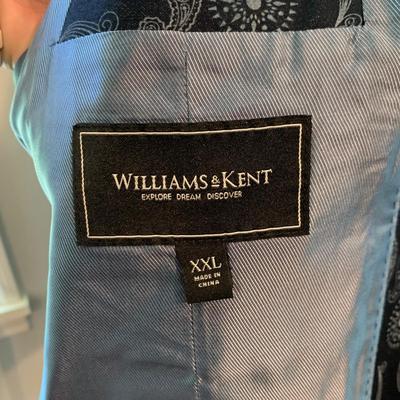 WILLIAMS & KENT
EXPLORE DREAM DISCOVER
XXL
MADE IN
CHINA